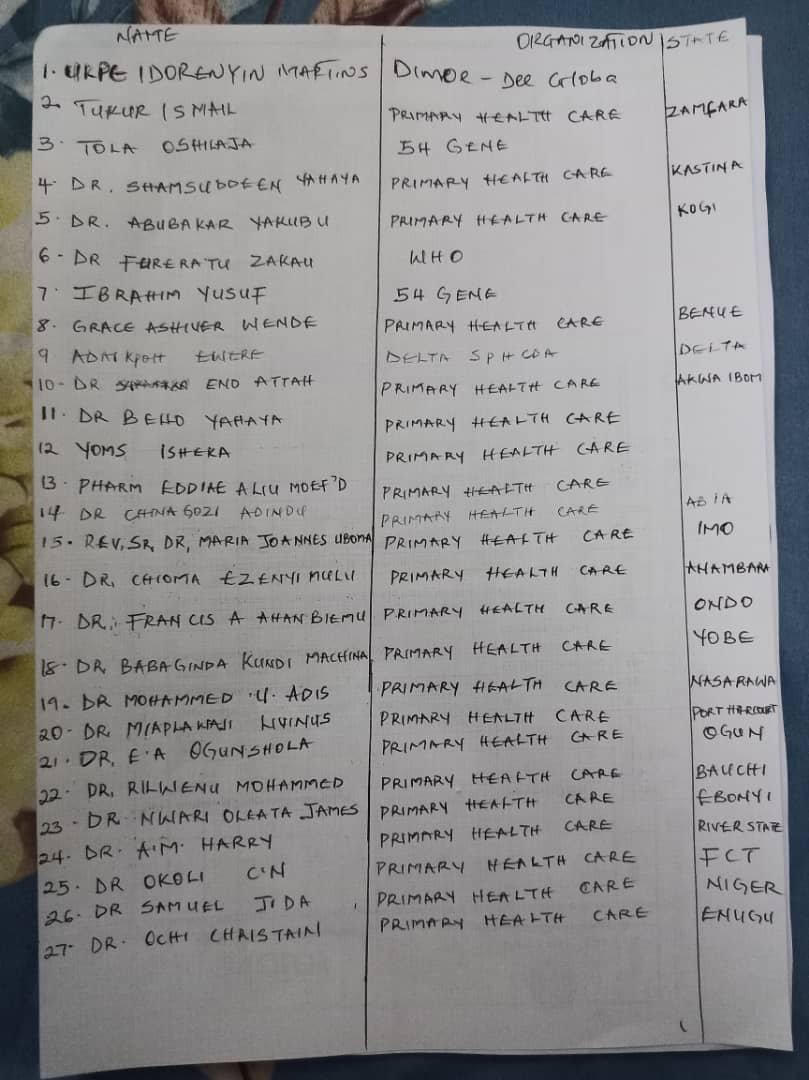 NAME ORGANIZATION STATE
1. UKPE IDORENYIN MARTINS DIMOR - DEE GLOBA
2 TUKUR ISMAIL PRIMARY HEALTH CARE ZAMFARA
3. TOLA OSHILAJA 54 GENE
4. DR. SHAMSUDDEEN YAHAYA PRIMARY HEALTH CARE KASTINA
5. DR. ABUBAKAR YAKUBU PRIMARY HEALTH CARE KOGI
6 - DR FURERATU ZAKAU WHO
7. IBRAHIM YUSUF 54 GENE
8. GRACE ASHIVER WENDE PRIMARY HEALTH CARE BENUE
9 ADAIKPOH EWERE DELTA SPHCDA DELTA
10 - DR ENO ATTAH PRIMARY HEALTH CARE AKWA IBOM
11. DR BELLO YAHAYA PRIMARY HEALTH CARE
12 YOMS ISHEKA PRIMARY HEALTH CARE
13. PHARM EDDIAE ALIU MOEF'D PRIMARY HEALTH CARE
14 DR CHINAGOZI ADINDU PRIMARY HEALTH CARE ABIA
15. REV, SR, DR, MARIA JOANNES UBOMA PRIMARY HEALTH CARE IMO
16 - DR, CHIOMA EZENYIMULU PRIMARY HEALTH CARE ANAMBARA
17. DR. FRANCIS A AHANBIEMU PRIMARY HEALTH CARE ONDO
18. DR, BABAGINDA KUNDI MACHINA PRIMARY HEALTH CARE YOBE
19. DR MOHAMMED .U. ADIS PRIMARY HEALTH CARE NASARAWA
20. DR, LIVINUS PRIMARY HEALTH CARE PORT HARCOURT
21. DR, E.A OGUNSHOLA PRIMARY HEALTH CARE OGUN
22. DR, RILWENU MOHAMMED PRIMARY HEALTH CARE BAUCHI
23 - DR. NWARI OLEATA JAMES PRIMARY HEALTH CARE EBONYI
24. DR. A.M. HARRY PRIMARY HEALTH CARE RIVER STATE
25. DR OKOLI C.N PRIMARY HEALTH CARE FCT
26. DR SAMUEL JIDA PRIMARY HEALTH CARE NIGER
27 - DR. OCHI CHRISTAIN PRIMARY HEALTH CARE ENUGU